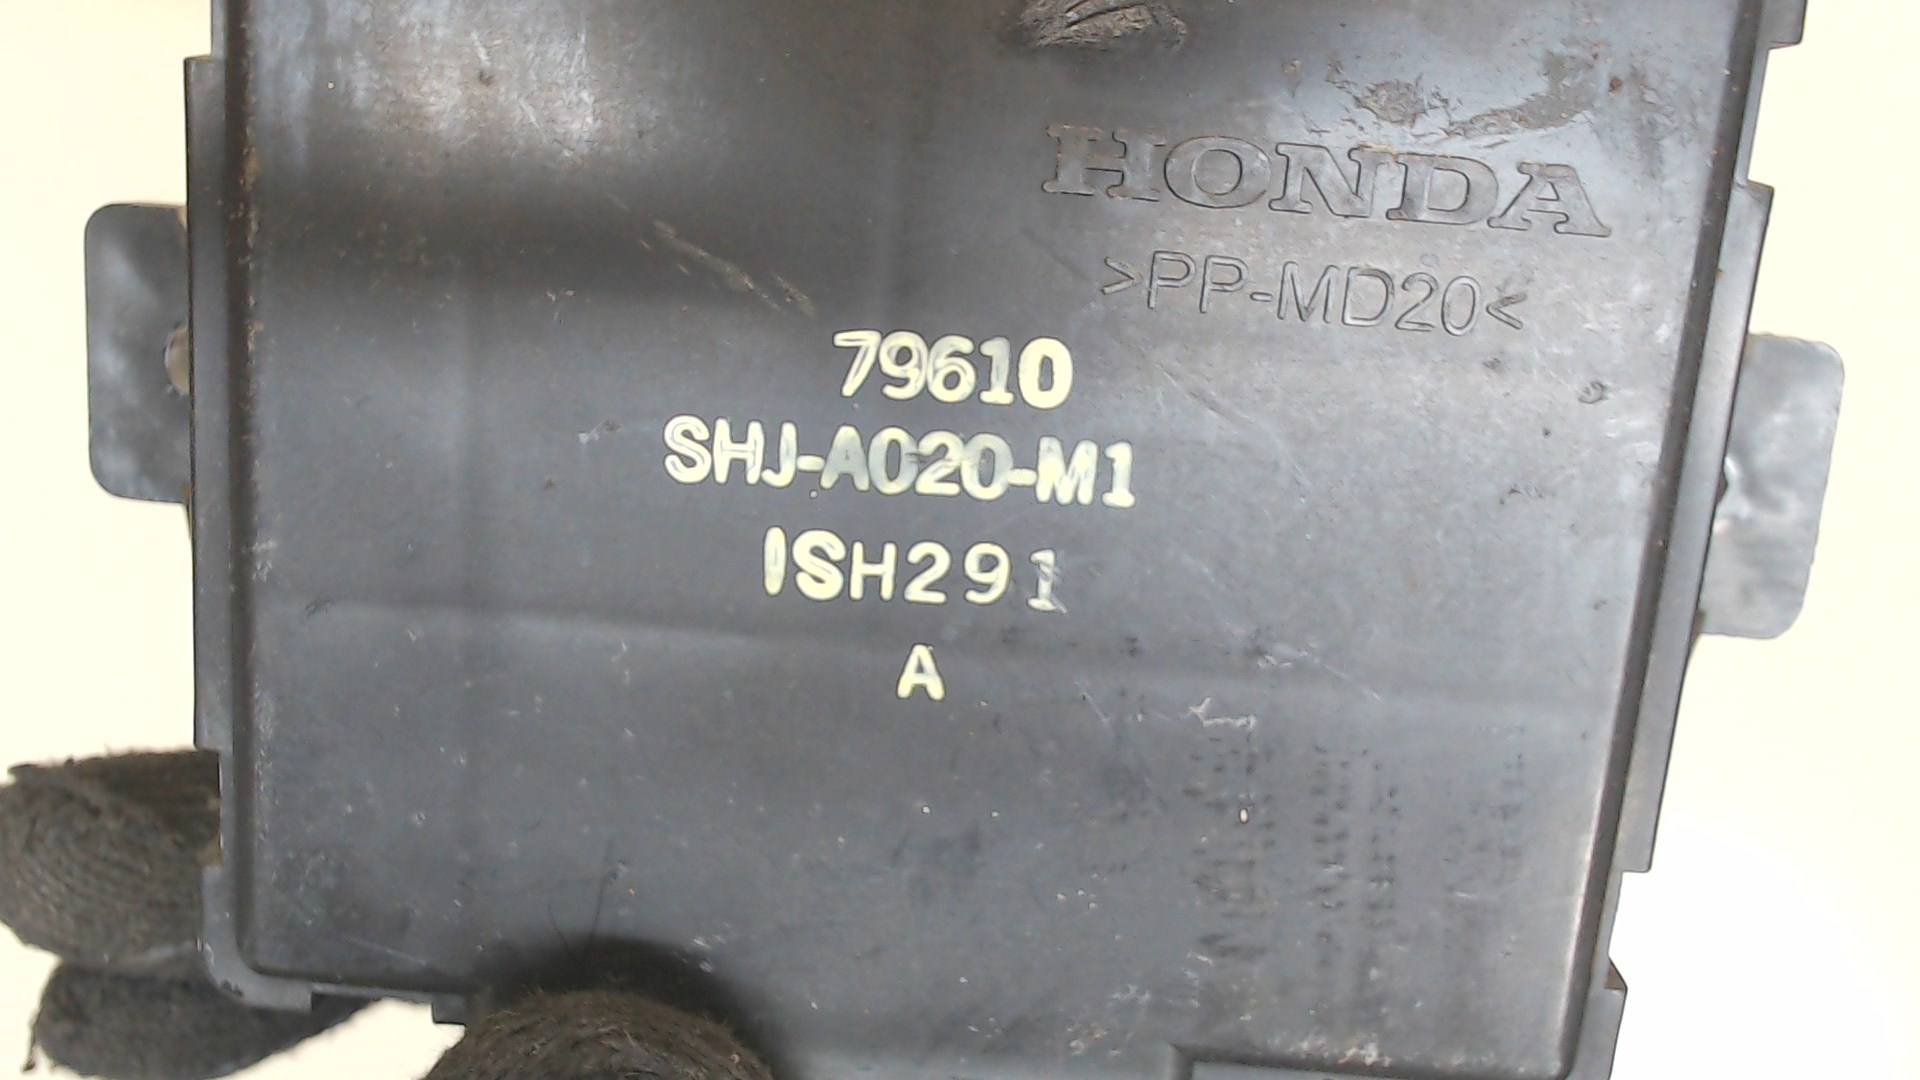 HONDA
>PP-MD20<
79610
SHJ-A020-M1
ISH291
A